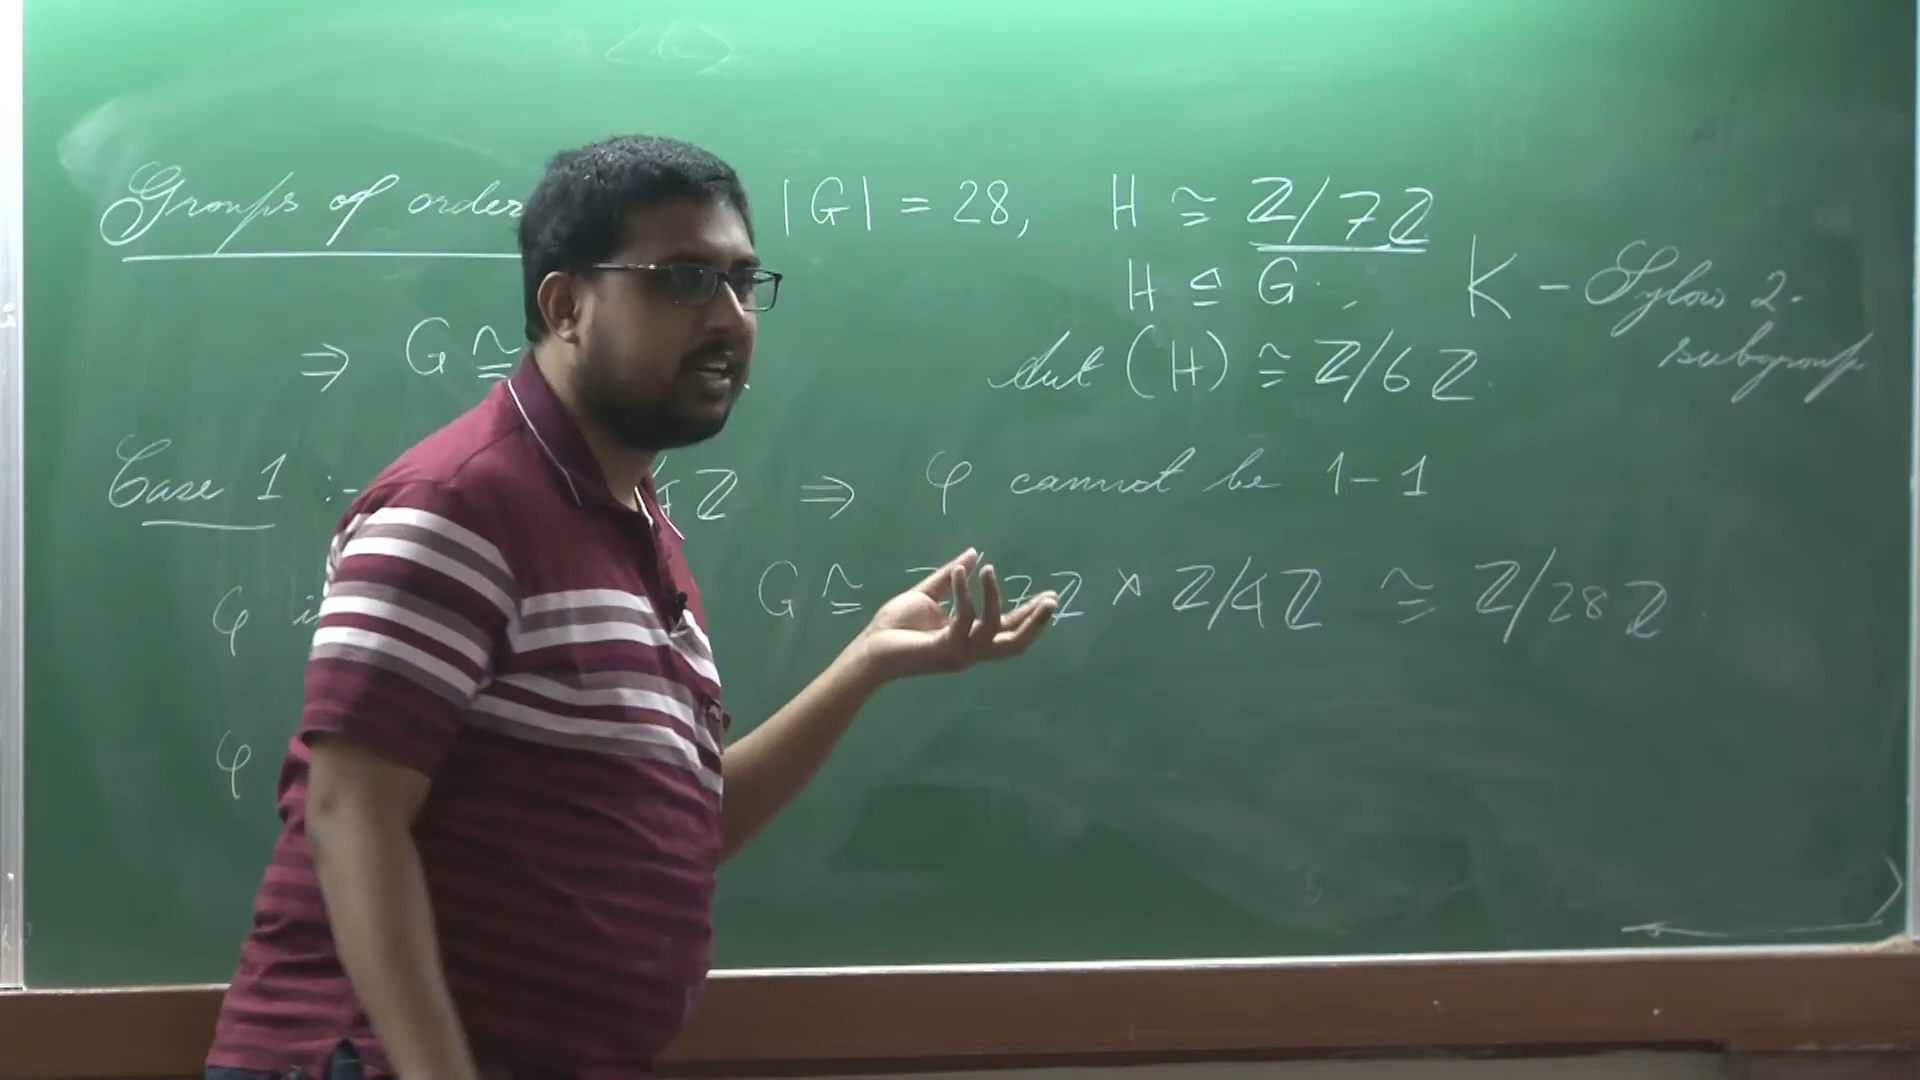 Groups of order |G| = 28, H ≅ ℤ/7ℤ
H ⊴ G, K - Sylow 2-subgroup
⇒ G ≅ Aut (H) ≅ ℤ/6ℤ.
Case 1 :- 4ℤ ⇒ φ cannot be 1-1
φ G ≅ ℤ/7ℤ × ℤ/4ℤ ≅ ℤ/28ℤ.
φ